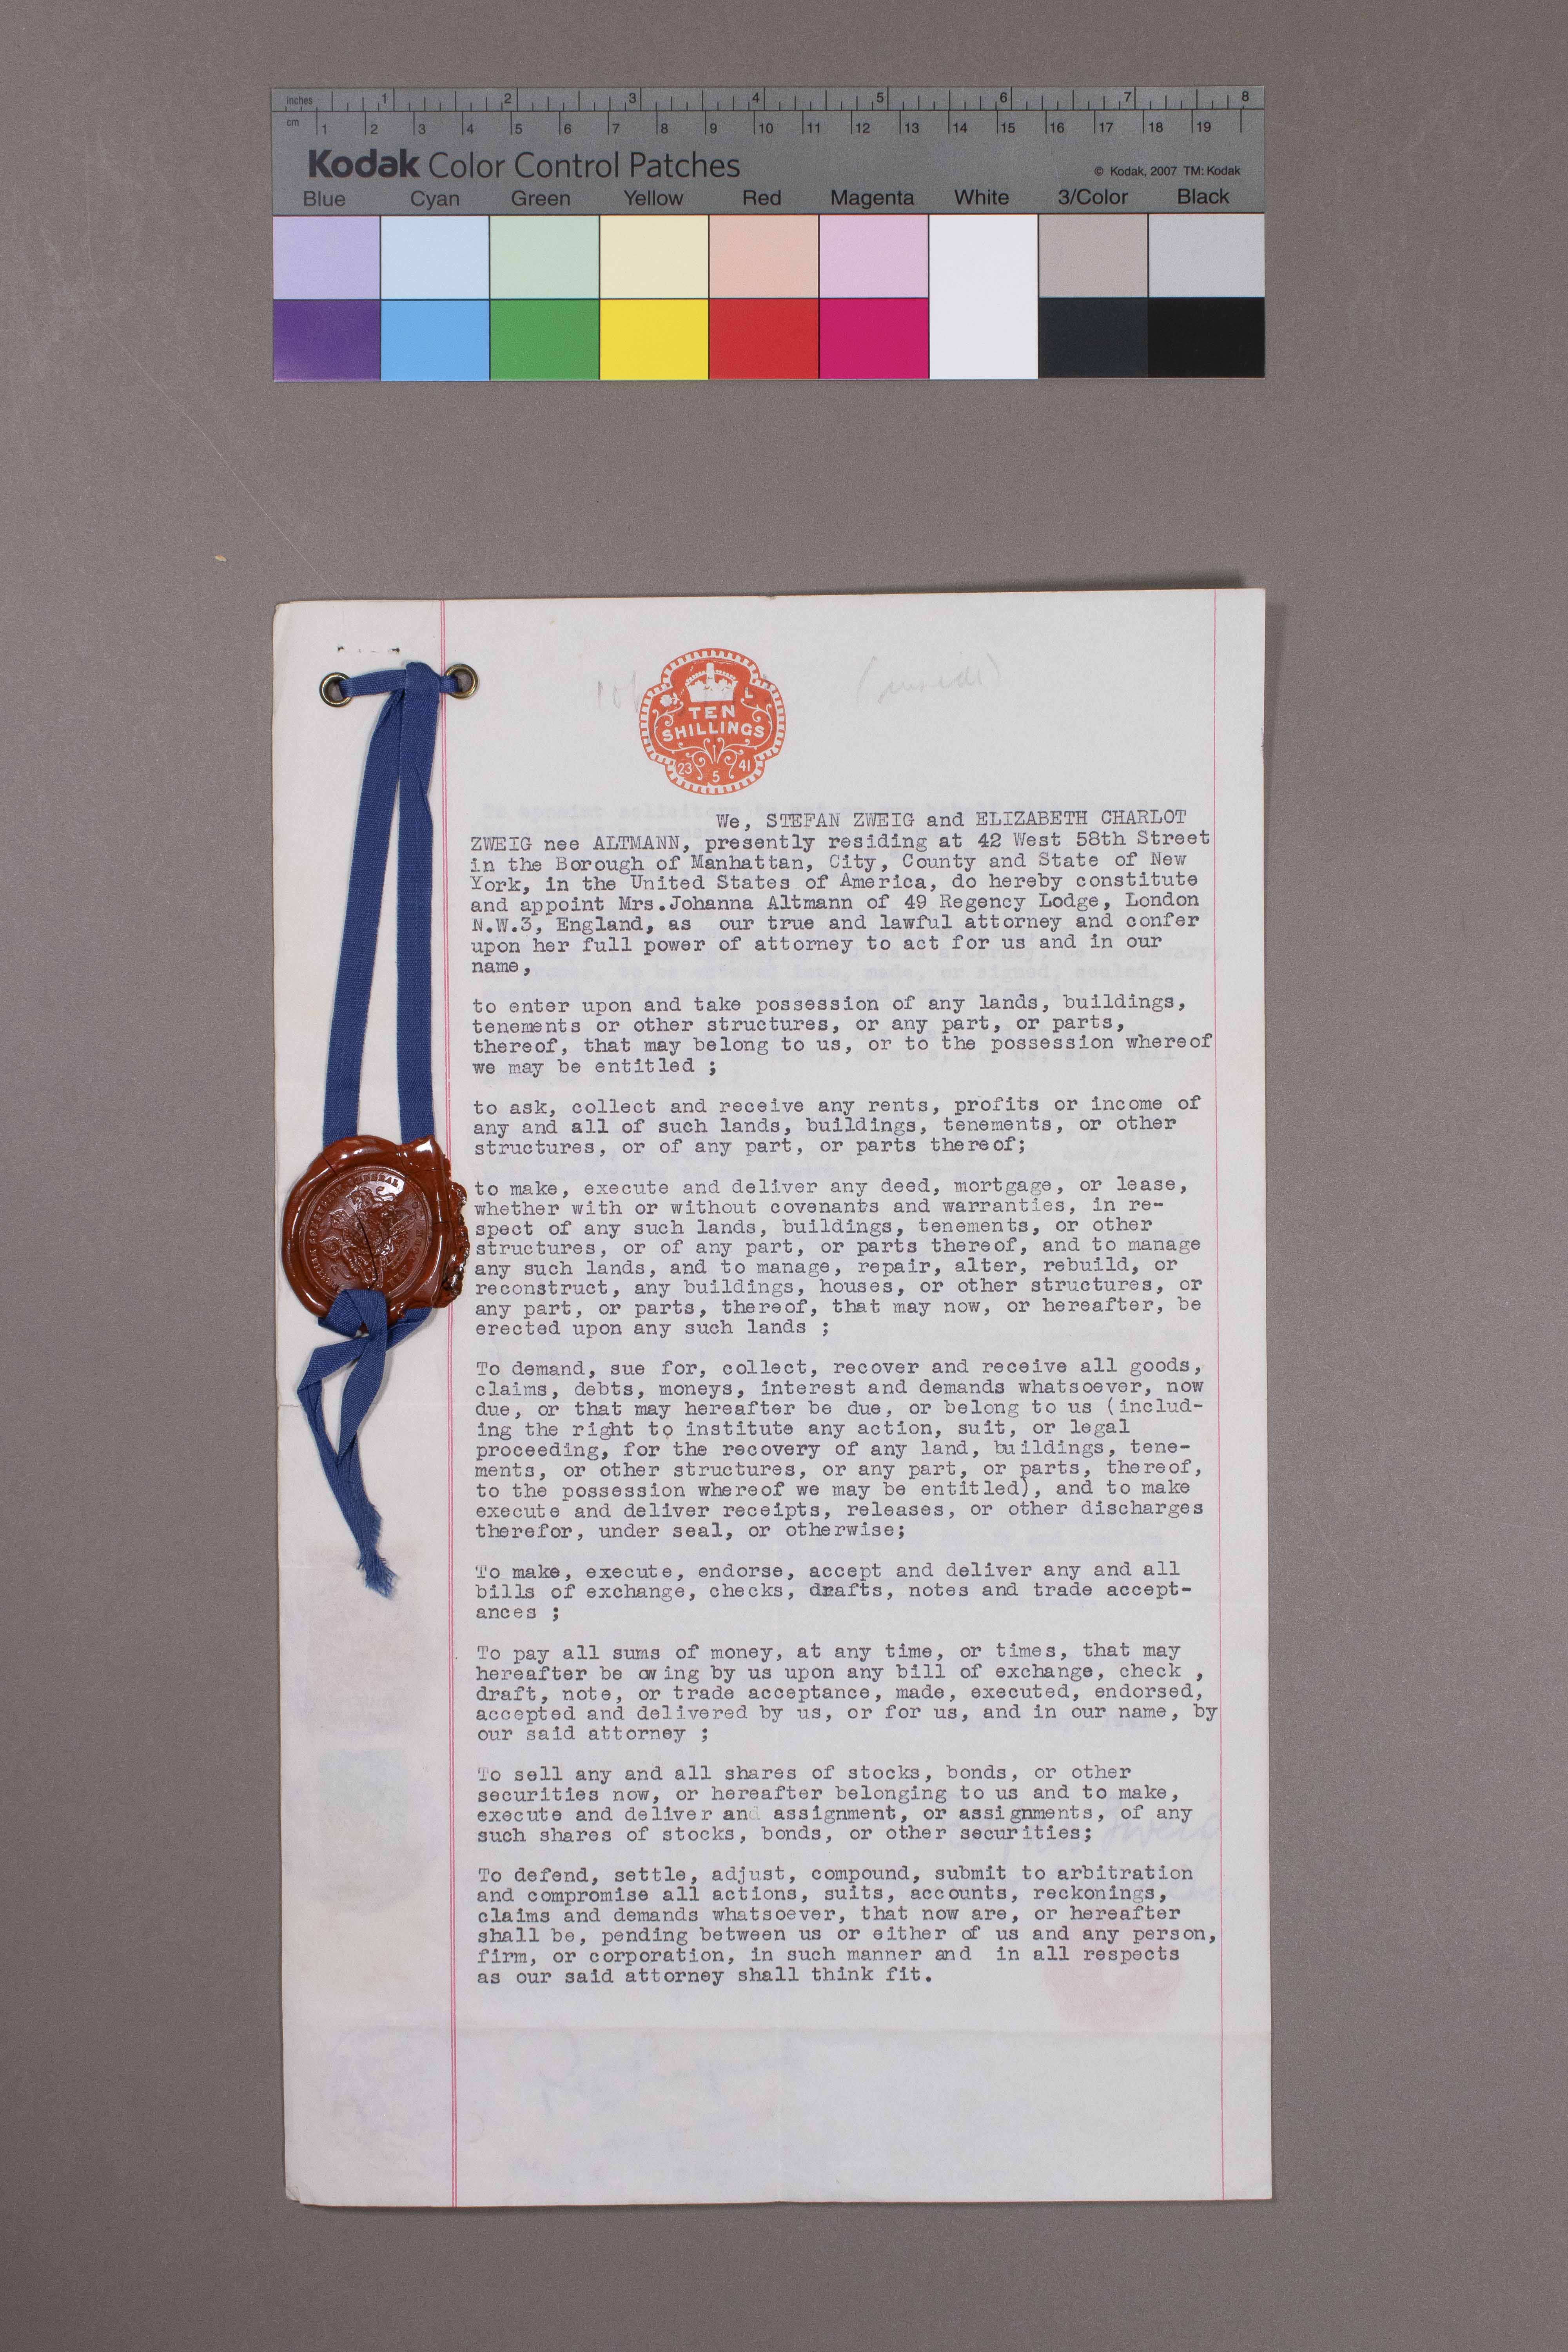 inches 1 2 3 4 5 6 7 8
cm 1 2 3 4 5 6 7 8 9 10 11 12 13 14 15 16 17 18 19
Kodak Color Control Patches
© Kodak, 2007 TM: Kodak
Blue Cyan Green Yellow Red Magenta White 3/Color Black
TEN
SHILLINGS
23 5 41
We, STEFAN ZWEIG and ELIZABETH CHARLOT
ZWEIG nee ALTMANN, presently residing at 42 West 58th Street
in the Borough of Manhattan, City, County and State of New
York, in the United States of America, do hereby constitute
and appoint Mrs.Johanna Altmann of 49 Regency Lodge, London
N.W.3, England, as our true and lawful attorney and confer
upon her full power of attorney to act for us and in our
name,
to enter upon and take possession of any lands, buildings,
tenements or other structures, or any part, or parts,
thereof, that may belong to us, or to the possession whereof
we may be entitled ;
to ask, collect and receive any rents, profits or income of
any and all of such lands, buildings, tenements, or other
structures, or of any part, or parts thereof;
to make, execute and deliver any deed, mortgage, or lease,
whether with or without covenants and warranties, in re-
spect of any such lands, buildings, tenements, or other
structures, or of any part, or parts thereof, and to manage
any such lands, and to manage, repair, alter, rebuild, or
reconstruct, any buildings, houses, or other structures, or
any part, or parts, thereof, that may now, or hereafter, be
erected upon any such lands ;
To demand, sue for, collect, recover and receive all goods,
claims, debts, moneys, interest and demands whatsoever, now
due, or that may hereafter be due, or belong to us (includ-
ing the right to institute any action, suit, or legal
proceeding, for the recovery of any land, buildings, tene-
ments, or other structures, or any part, or parts, thereof,
to the possession whereof we may be entitled), and to make
execute and deliver receipts, releases, or other discharges
therefor, under seal, or otherwise;
To make, execute, endorse, accept and deliver any and all
bills of exchange, checks, drafts, notes and trade accept-
ances ;
To pay all sums of money, at any time, or times, that may
hereafter be owing by us upon any bill of exchange, check ,
draft, note, or trade acceptance, made, executed, endorsed,
accepted and delivered by us, or for us, and in our name, by
our said attorney ;
To sell any and all shares of stocks, bonds, or other
securities now, or hereafter belonging to us and to make,
execute and deliver and assignment, or assignments, of any
such shares of stocks, bonds, or other securities;
To defend, settle, adjust, compound, submit to arbitration
and compromise all actions, suits, accounts, reckonings,
claims and demands whatsoever, that now are, or hereafter
shall be, pending between us or either of us and any person,
firm, or corporation, in such manner and in all respects
as our said attorney shall think fit.